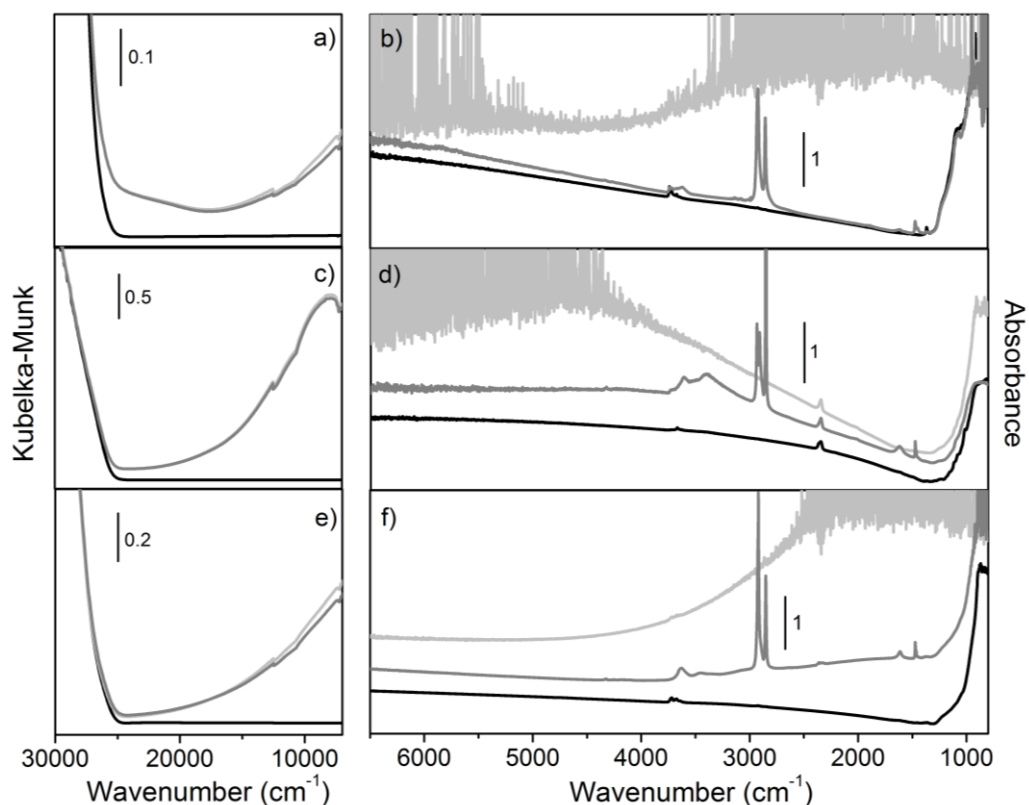 a)
0.1
b)
1
c)
0.5
d)
1
e)
0.2
f)
1
Kubelka-Munk
Absorbance
30000 20000 10000
6000 5000 4000 3000 2000 1000
Wavenumber (cm⁻¹)
Wavenumber (cm⁻¹)